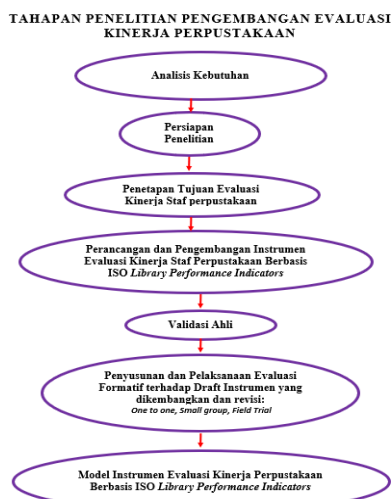 TAHAPAN PENELITIAN PENGEMBANGAN EVALUASI
KINERJA PERPUSTAKAAN
Analisis Kebutuhan
Persiapan
Penelitian
Penetapan Tujuan Evaluasi
Kinerja Staf perpustakaan
Perancangan dan Pengembangan Instrumen
Evaluasi Kinerja Staf Perpustakaan Berbasis
ISO Library Performance Indicators
Validasi Ahli
Penyusunan dan Pelaksanaan Evaluasi
Formatif terhadap Draft Instrumen yang
dikembangkan dan revisi:
One to one, Small group, Field Trial
Model Instrumen Evaluasi Kinerja Perpustakaan
Berbasis ISO Library Performance Indicators